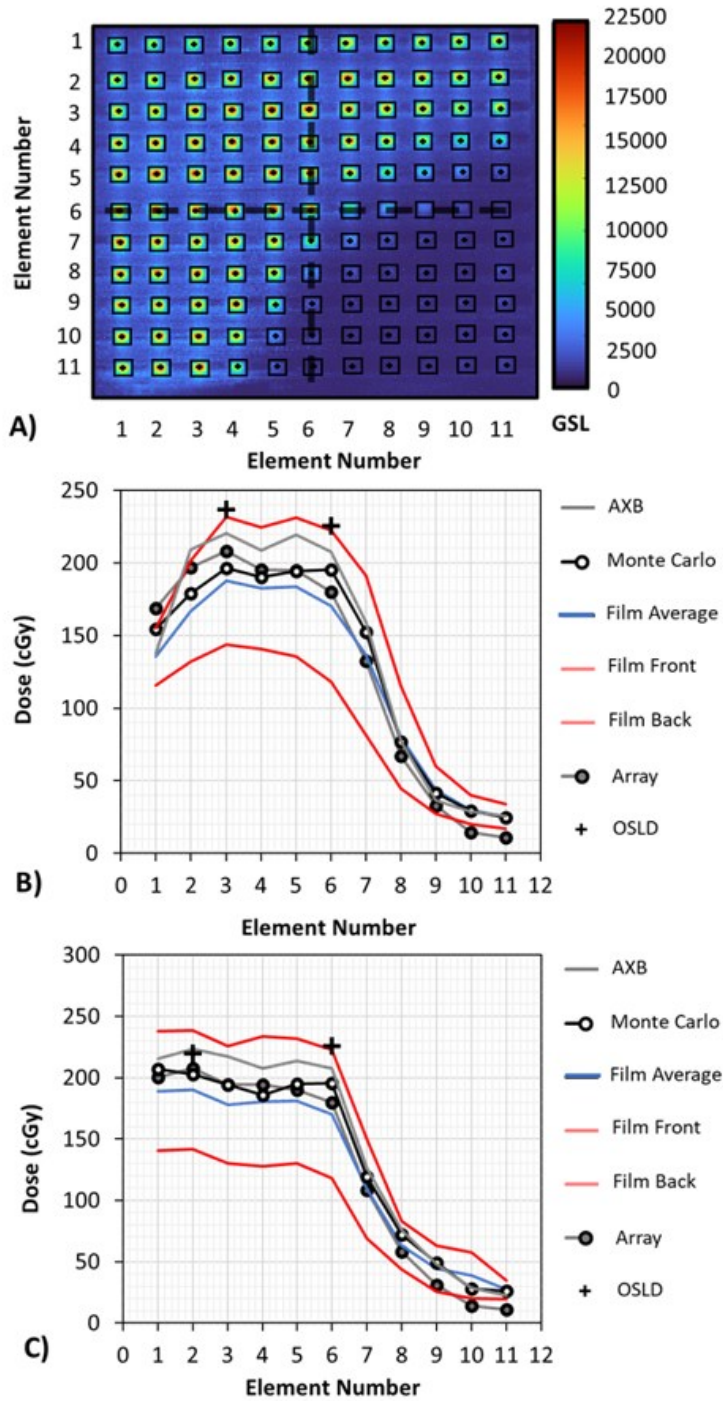 1
2
3
4
5
6
7
8
9
10
11
Element Number
22500
20000
17500
15000
12500
10000
7500
5000
2500
0
GSL
A)
1 2 3 4 5 6 7 8 9 10 11
Element Number
250
200
150
100
50
0
Dose (cGy)
AXB
Monte Carlo
Film Average
Film Front
Film Back
Array
OSLD
B)
0 1 2 3 4 5 6 7 8 9 10 11 12
Element Number
300
250
200
150
100
50
0
Dose (cGy)
AXB
Monte Carlo
Film Average
Film Front
Film Back
Array
OSLD
C)
0 1 2 3 4 5 6 7 8 9 10 11 12
Element Number